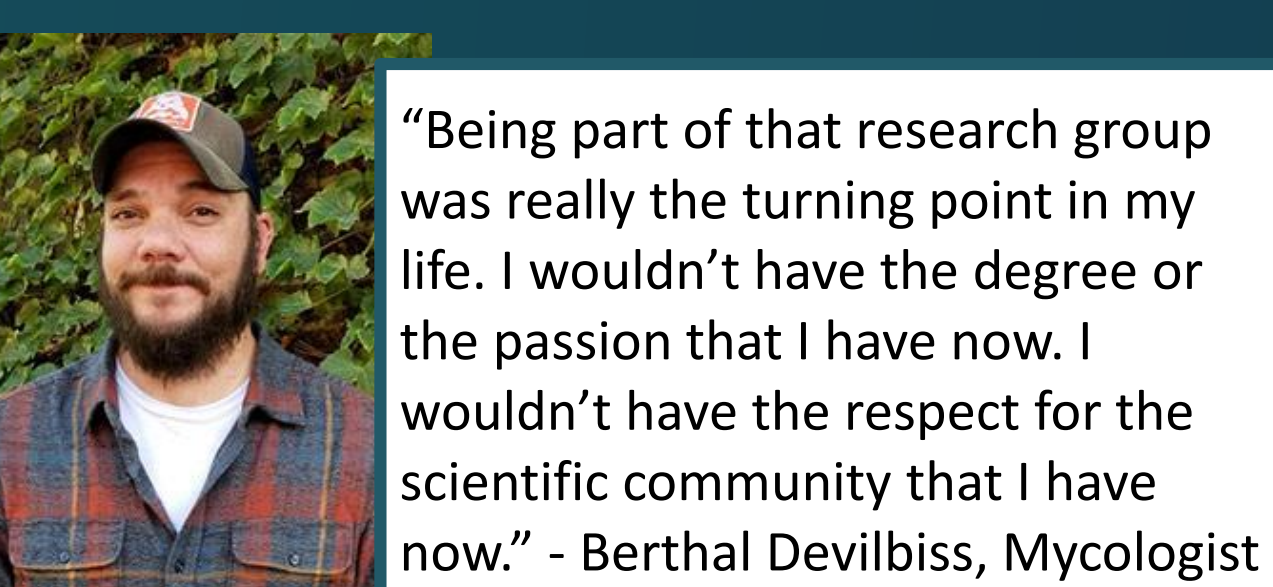 “Being part of that research group
was really the turning point in my
life. I wouldn’t have the degree or
the passion that I have now. I
wouldn’t have the respect for the
scientific community that I have
now.” - Berthal Devilbiss, Mycologist